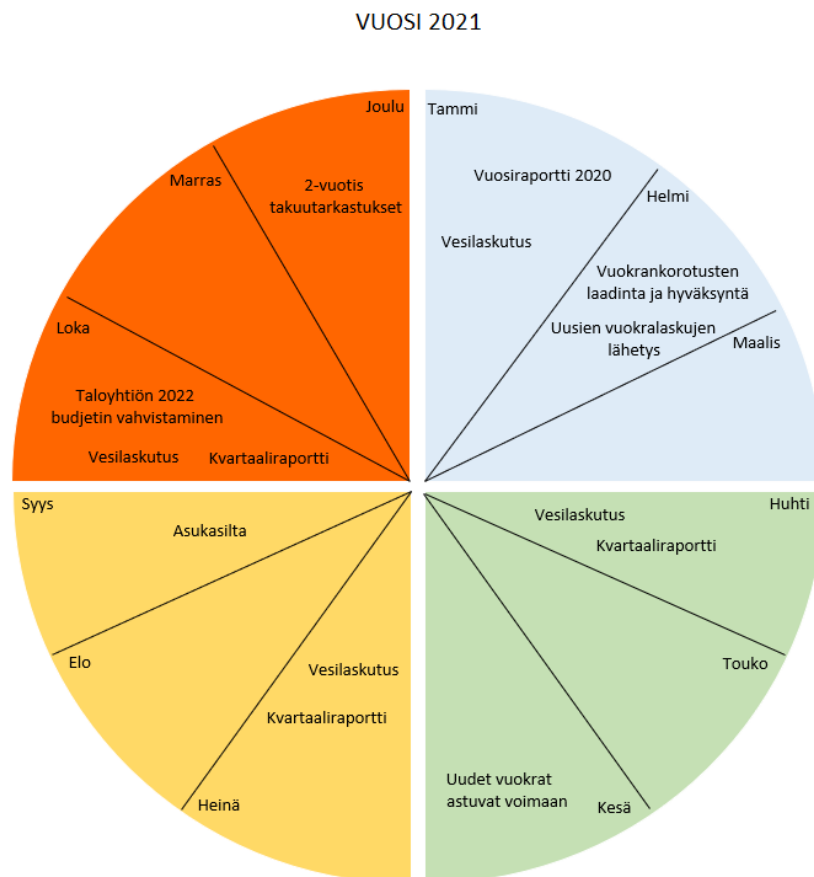 VUOSI 2021
Tammi
Vuosiraportti 2020
Vesilaskutus
Helmi
Vuokrankorotusten
laadinta ja hyväksyntä
Uusien vuokralaskujen
lähetys
Maalis
Huhti
Vesilaskutus
Kvartaaliraportti
Touko
Kesä
Uudet vuokrat
astuvat voimaan
Heinä
Vesilaskutus
Kvartaaliraportti
Elo
Syys
Asukasilta
Loka
Taloyhtiön 2022
budjetin vahvistaminen
Vesilaskutus
Kvartaaliraportti
Marras
Joulu
2-vuotis
takuutarkastukset